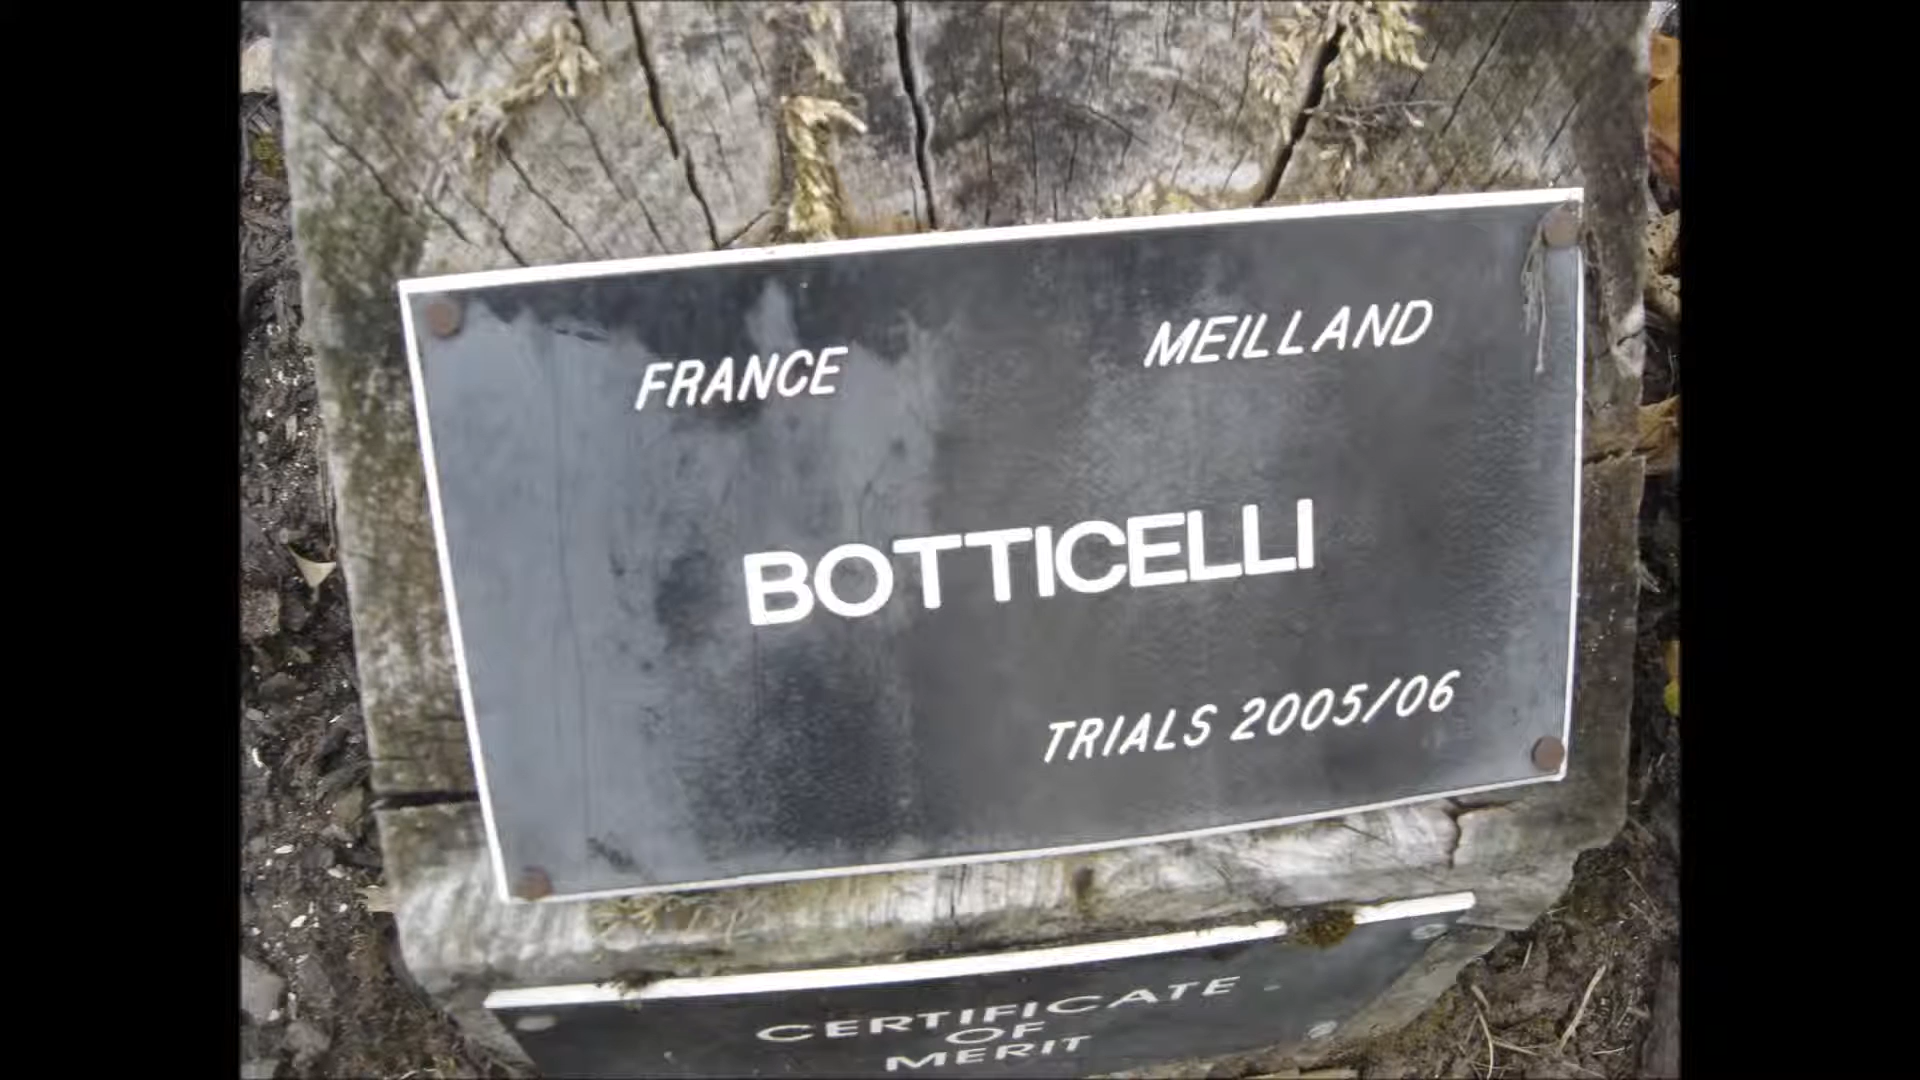 FRANCE MEILLAND
BOTTICELLI
TRIALS 2005/06
CERTIFICATE
OF
MERIT